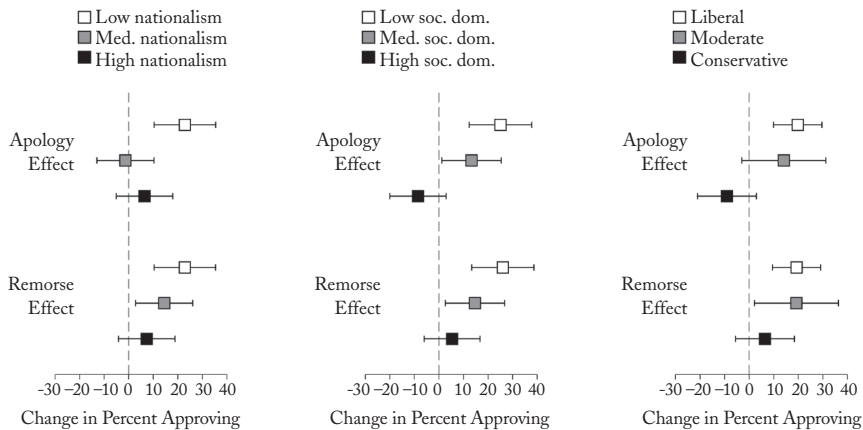 Low nationalism
Med. nationalism
High nationalism
Low soc. dom.
Med. soc. dom.
High soc. dom.
Liberal
Moderate
Conservative
Apology
Effect
Remorse
Effect
-30 –20 –10 0 10 20 30 40
Change in Percent Approving
Apology
Effect
Remorse
Effect
-30 –20 –10 0 10 20 30 40
Change in Percent Approving
Apology
Effect
Remorse
Effect
-30 –20 –10 0 10 20 30 40
Change in Percent Approving